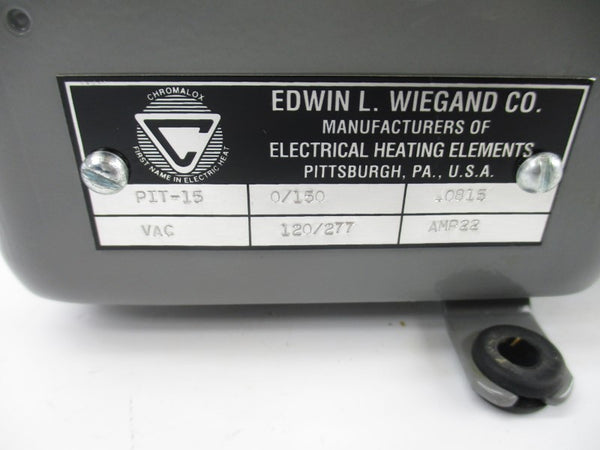 CHROMALOX
C
FIRST NAME IN ELECTRIC HEAT
EDWIN L. WIEGAND CO.
MANUFACTURERS OF
ELECTRICAL HEATING ELEMENTS
PITTSBURGH, PA., U.S.A.
PIT-15 0/150 40815
VAC 120/277 AMP22